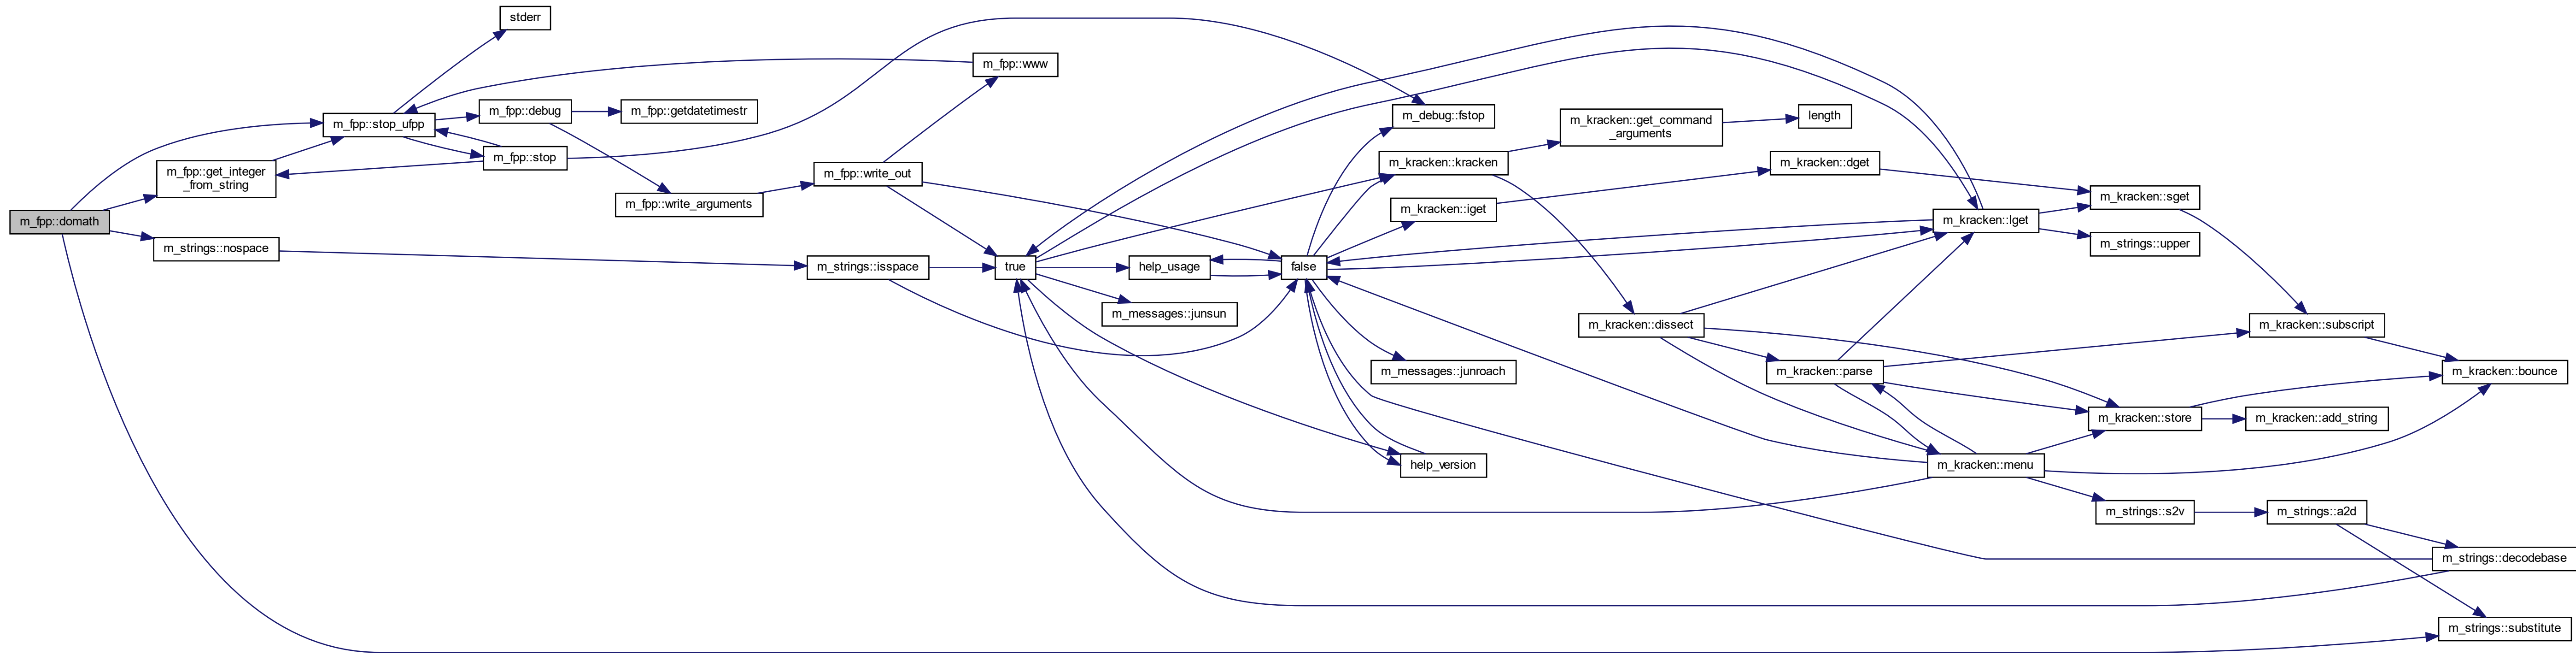 stderr
m_fpp::www
m_fpp::debug
m_fpp::getdatetimestr
m_debug::fstop
length
m_fpp::stop_ufpp
m_kracken::get_command
_arguments
m_fpp::stop
m_kracken::kracken
m_kracken::dget
m_fpp::get_integer
_from_string
m_fpp::write_out
m_kracken::sget
m_fpp::write_arguments
m_kracken::iget
m_fpp::domath
m_kracken::lget
m_strings::nospace
m_strings::upper
m_strings::isspace
true
help_usage
false
m_messages::junsun
m_kracken::dissect
m_kracken::subscript
m_messages::junroach
m_kracken::parse
m_kracken::bounce
m_kracken::store
m_kracken::add_string
help_version
m_kracken::menu
m_strings::s2v
m_strings::a2d
m_strings::decodebase
m_strings::substitute